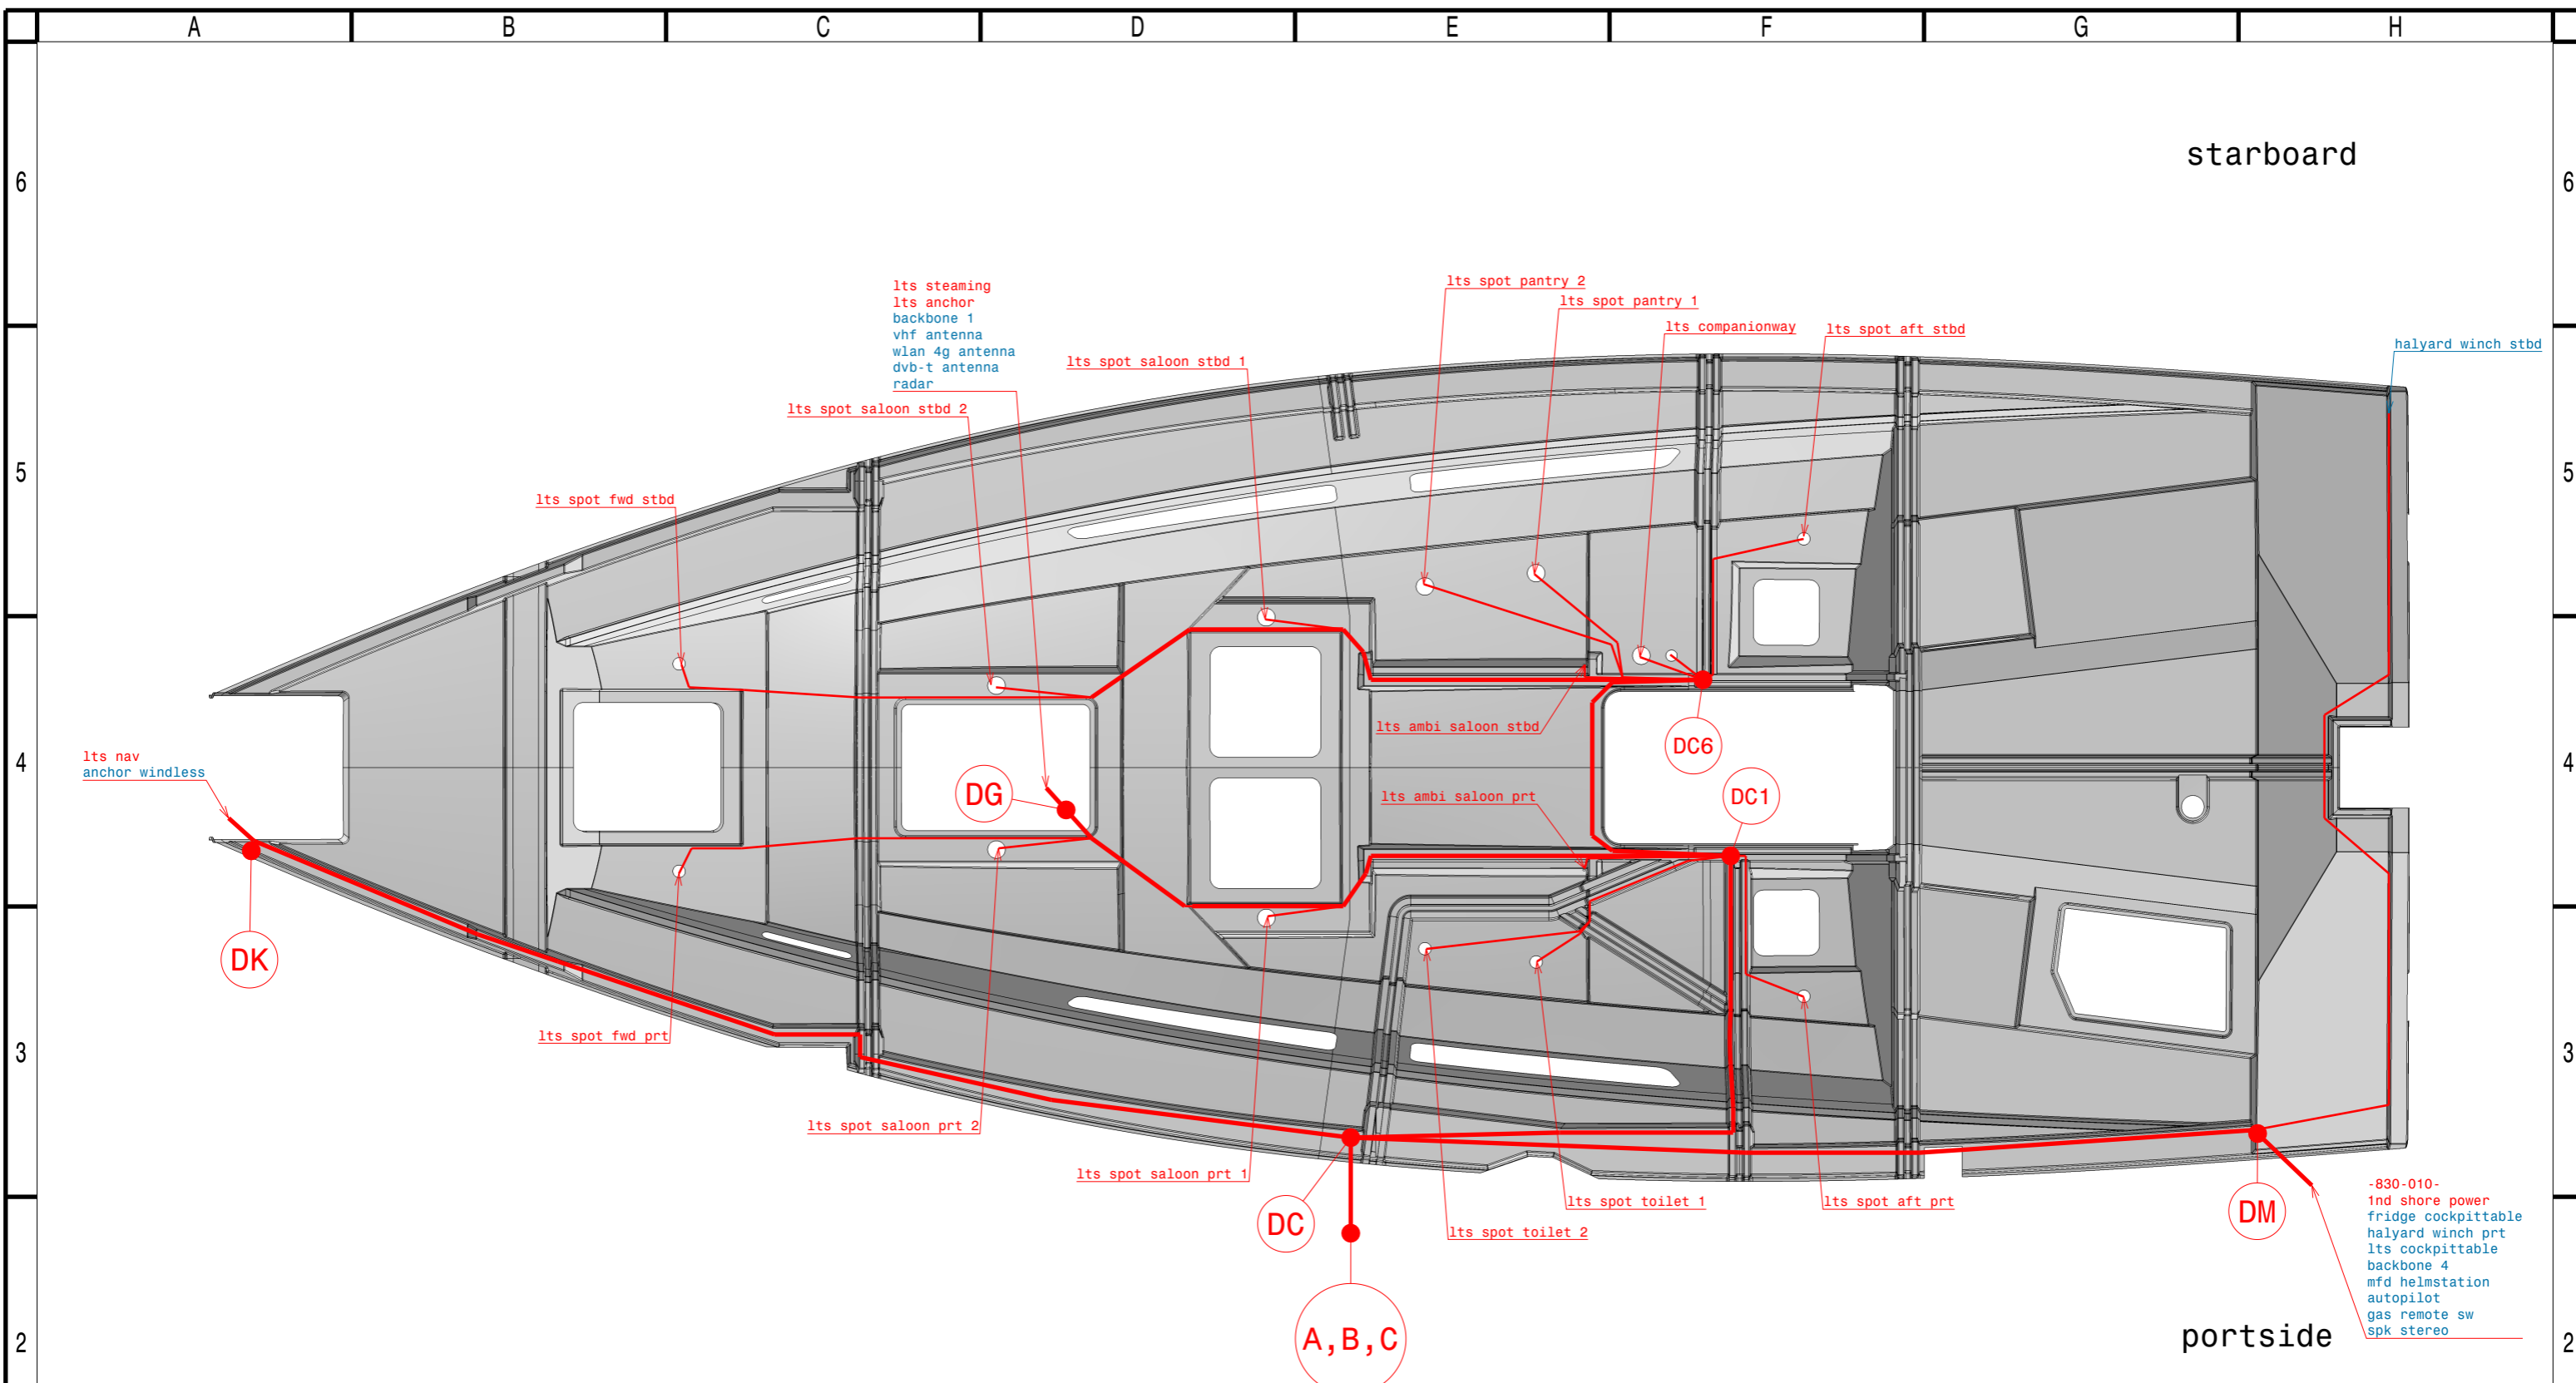 A B C D E F G H
6 6
starboard
lts steaming
lts anchor
backbone 1
vhf antenna
wlan 4g antenna
dvb-t antenna
radar
lts spot pantry 2
lts spot pantry 1
lts companionway
lts spot aft stbd
halyard winch stbd
lts spot saloon stbd 1
lts spot saloon stbd 2
5 5
lts spot fwd stbd
lts ambi saloon stbd
DC6
4 4
lts nav
anchor windless
DG
DC1
lts ambi saloon prt
DK
lts spot fwd prt
3 3
lts spot saloon prt 2
lts spot saloon prt 1
lts spot toilet 1
lts spot aft prt
lts spot toilet 2
DC
DM
-830-010-
1nd shore power
fridge cockpittable
halyard winch prt
lts cockpittable
backbone 4
mfd helmstation
autopilot
gas remote sw
spk stereo
A,B,C
portside
2 2